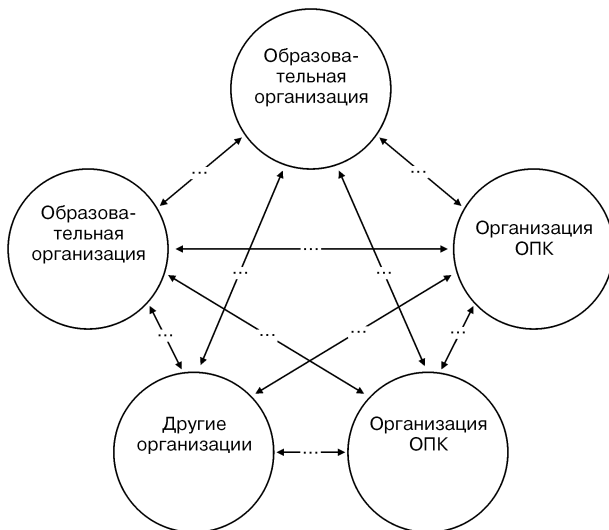 Образова-
тельная
организация
...
...
Образова-
тельная
организация
Организация
ОПК
...
...
...
...
...
...
...
Другие
организации
Организация
ОПК
...